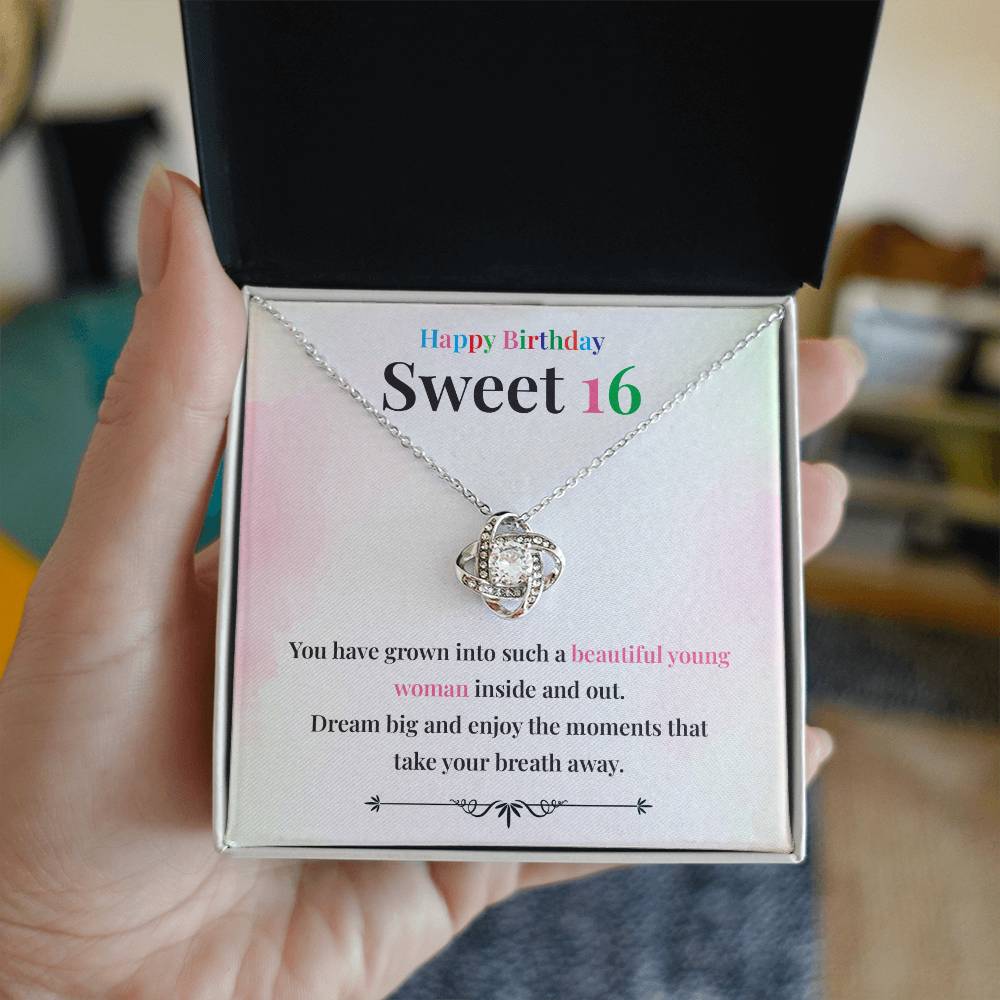 Happy Birthday
Sweet 16
You have grown into such a beautiful young
woman inside and out.
Dream big and enjoy the moments that
take your breath away.